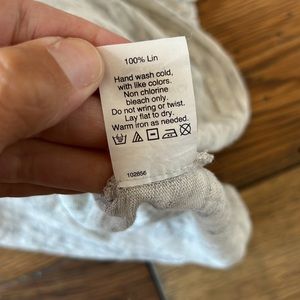 100% Lin
Hand wash cold,
with like colors.
Non chlorine
bleach only.
Do not wring or twist.
Lay flat to dry.
Warm iron as needed.
102856